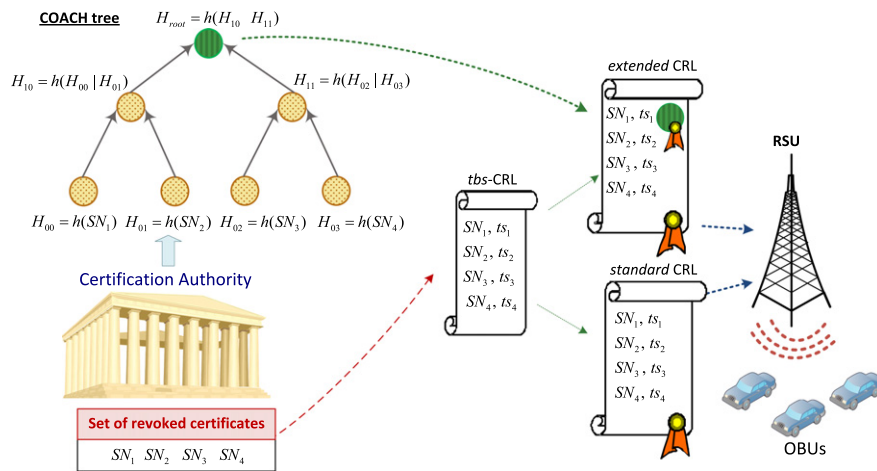 COACH tree
H_root = h(H_10 H_11)
H_10 = h(H_00 | H_01)
H_11 = h(H_02 | H_03)
H_00 = h(SN_1) H_01 = h(SN_2) H_02 = h(SN_3) H_03 = h(SN_4)
Certification Authority
Set of revoked certificates
SN_1 SN_2 SN_3 SN_4
tbs-CRL
SN_1, ts_1
SN_2, ts_2
SN_3, ts_3
SN_4, ts_4
extended CRL
SN_1, ts_1
SN_2, ts_2
SN_3, ts_3
SN_4, ts_4
standard CRL
SN_1, ts_1
SN_2, ts_2
SN_3, ts_3
SN_4, ts_4
RSU
OBUs